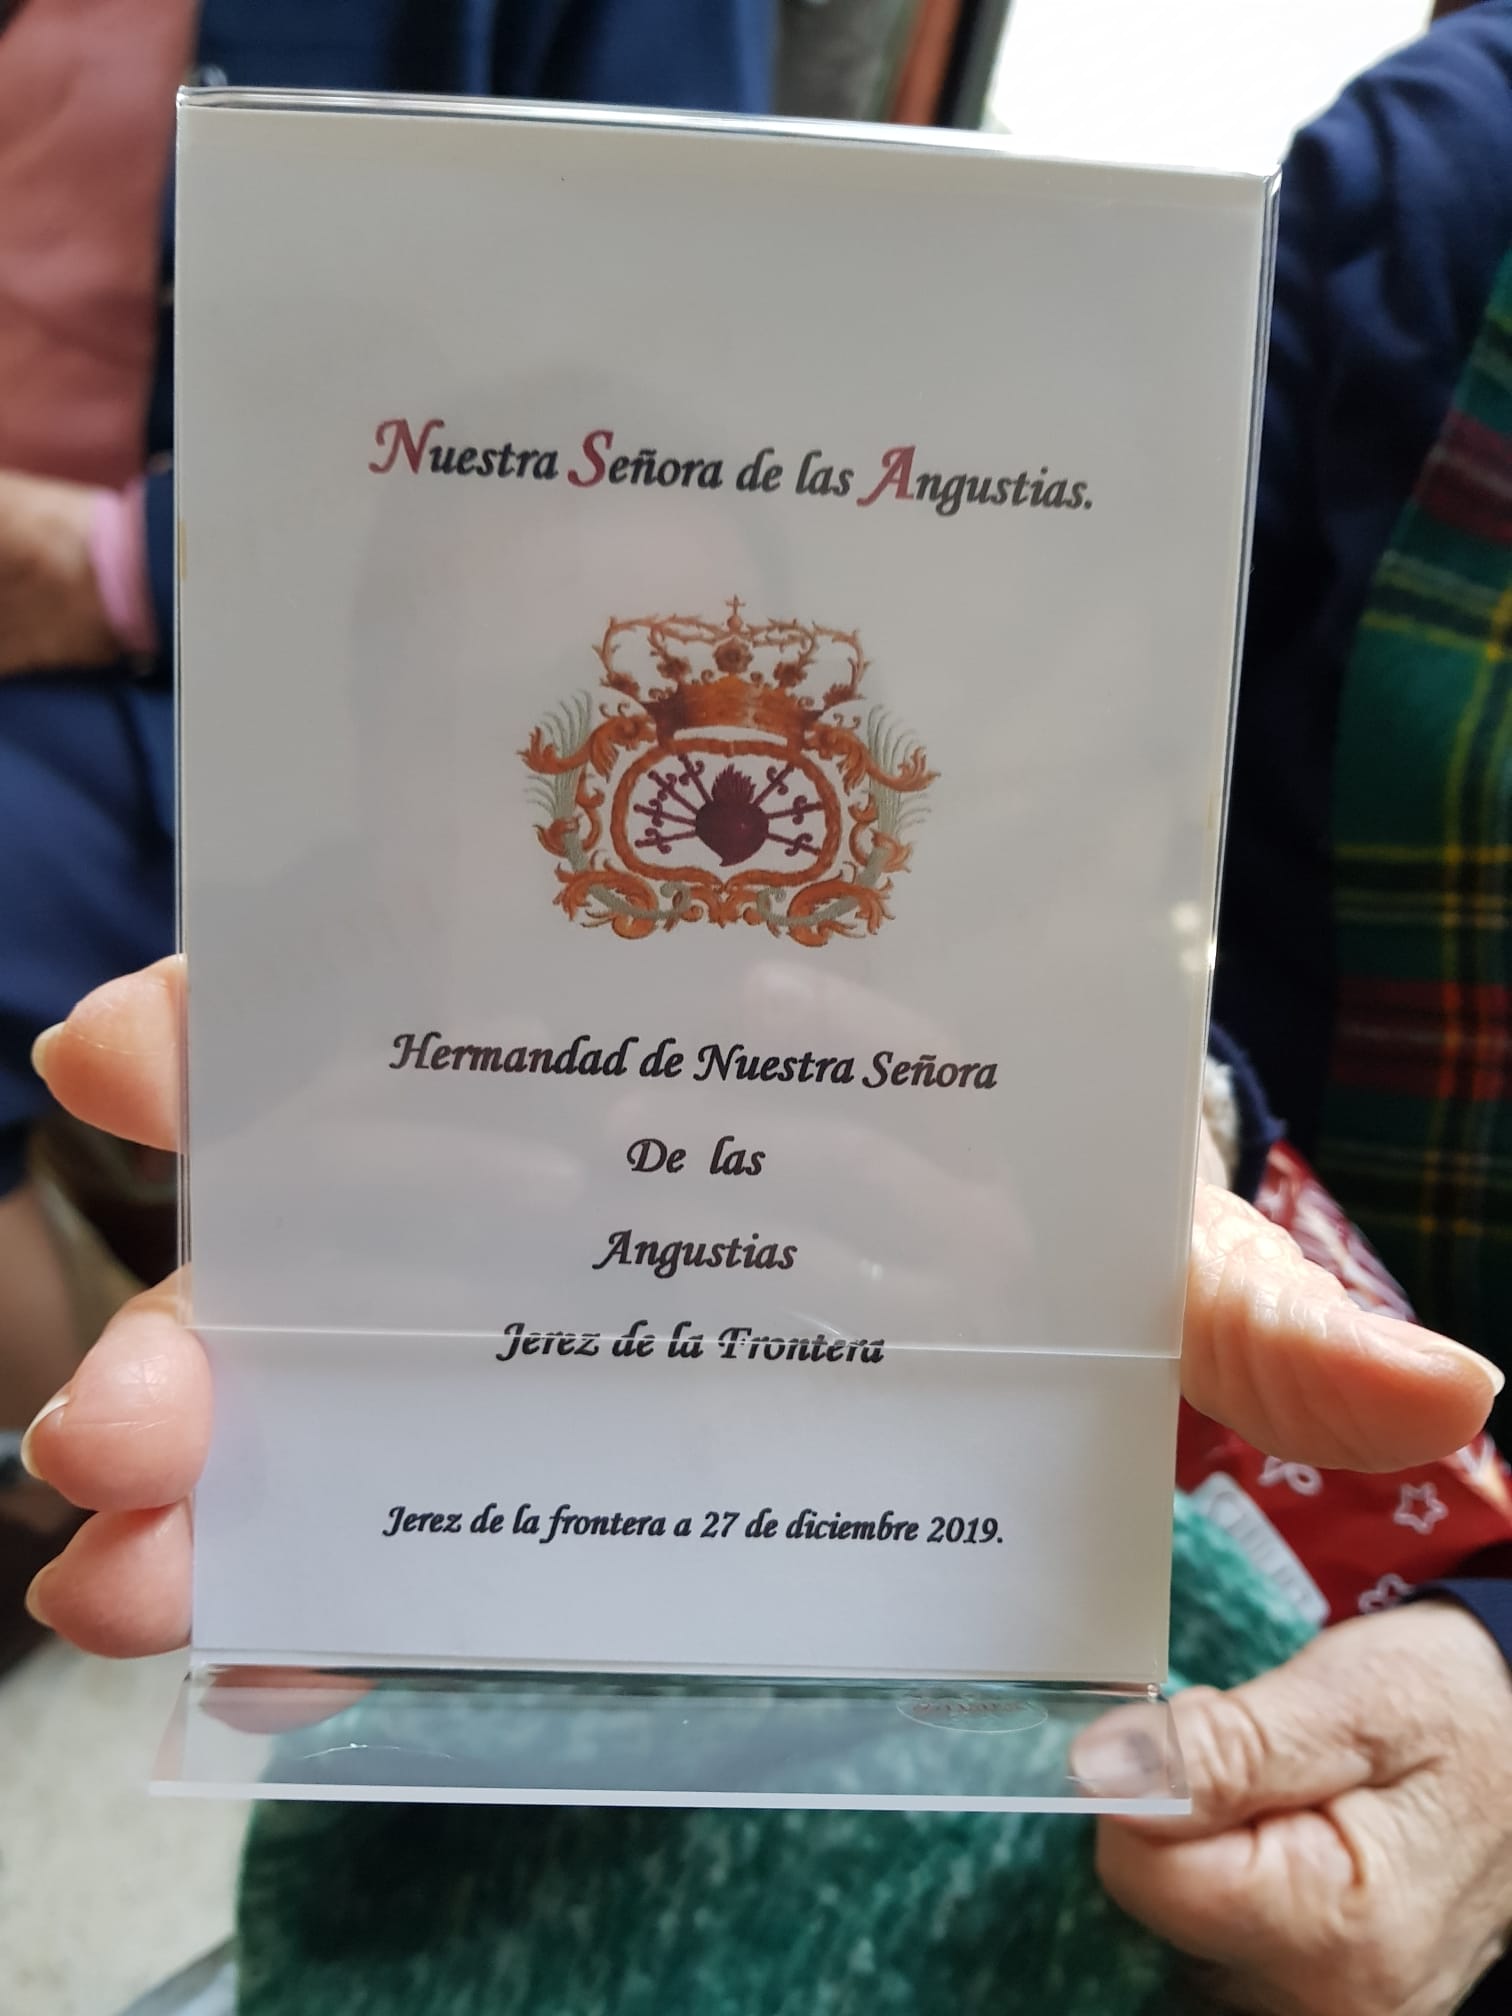 Nuestra Señora de las Angustias.
Hermandad de Nuestra Señora
De las
Angustias
Jerez de la Frontera
Jerez de la frontera a 27 de diciembre 2019.